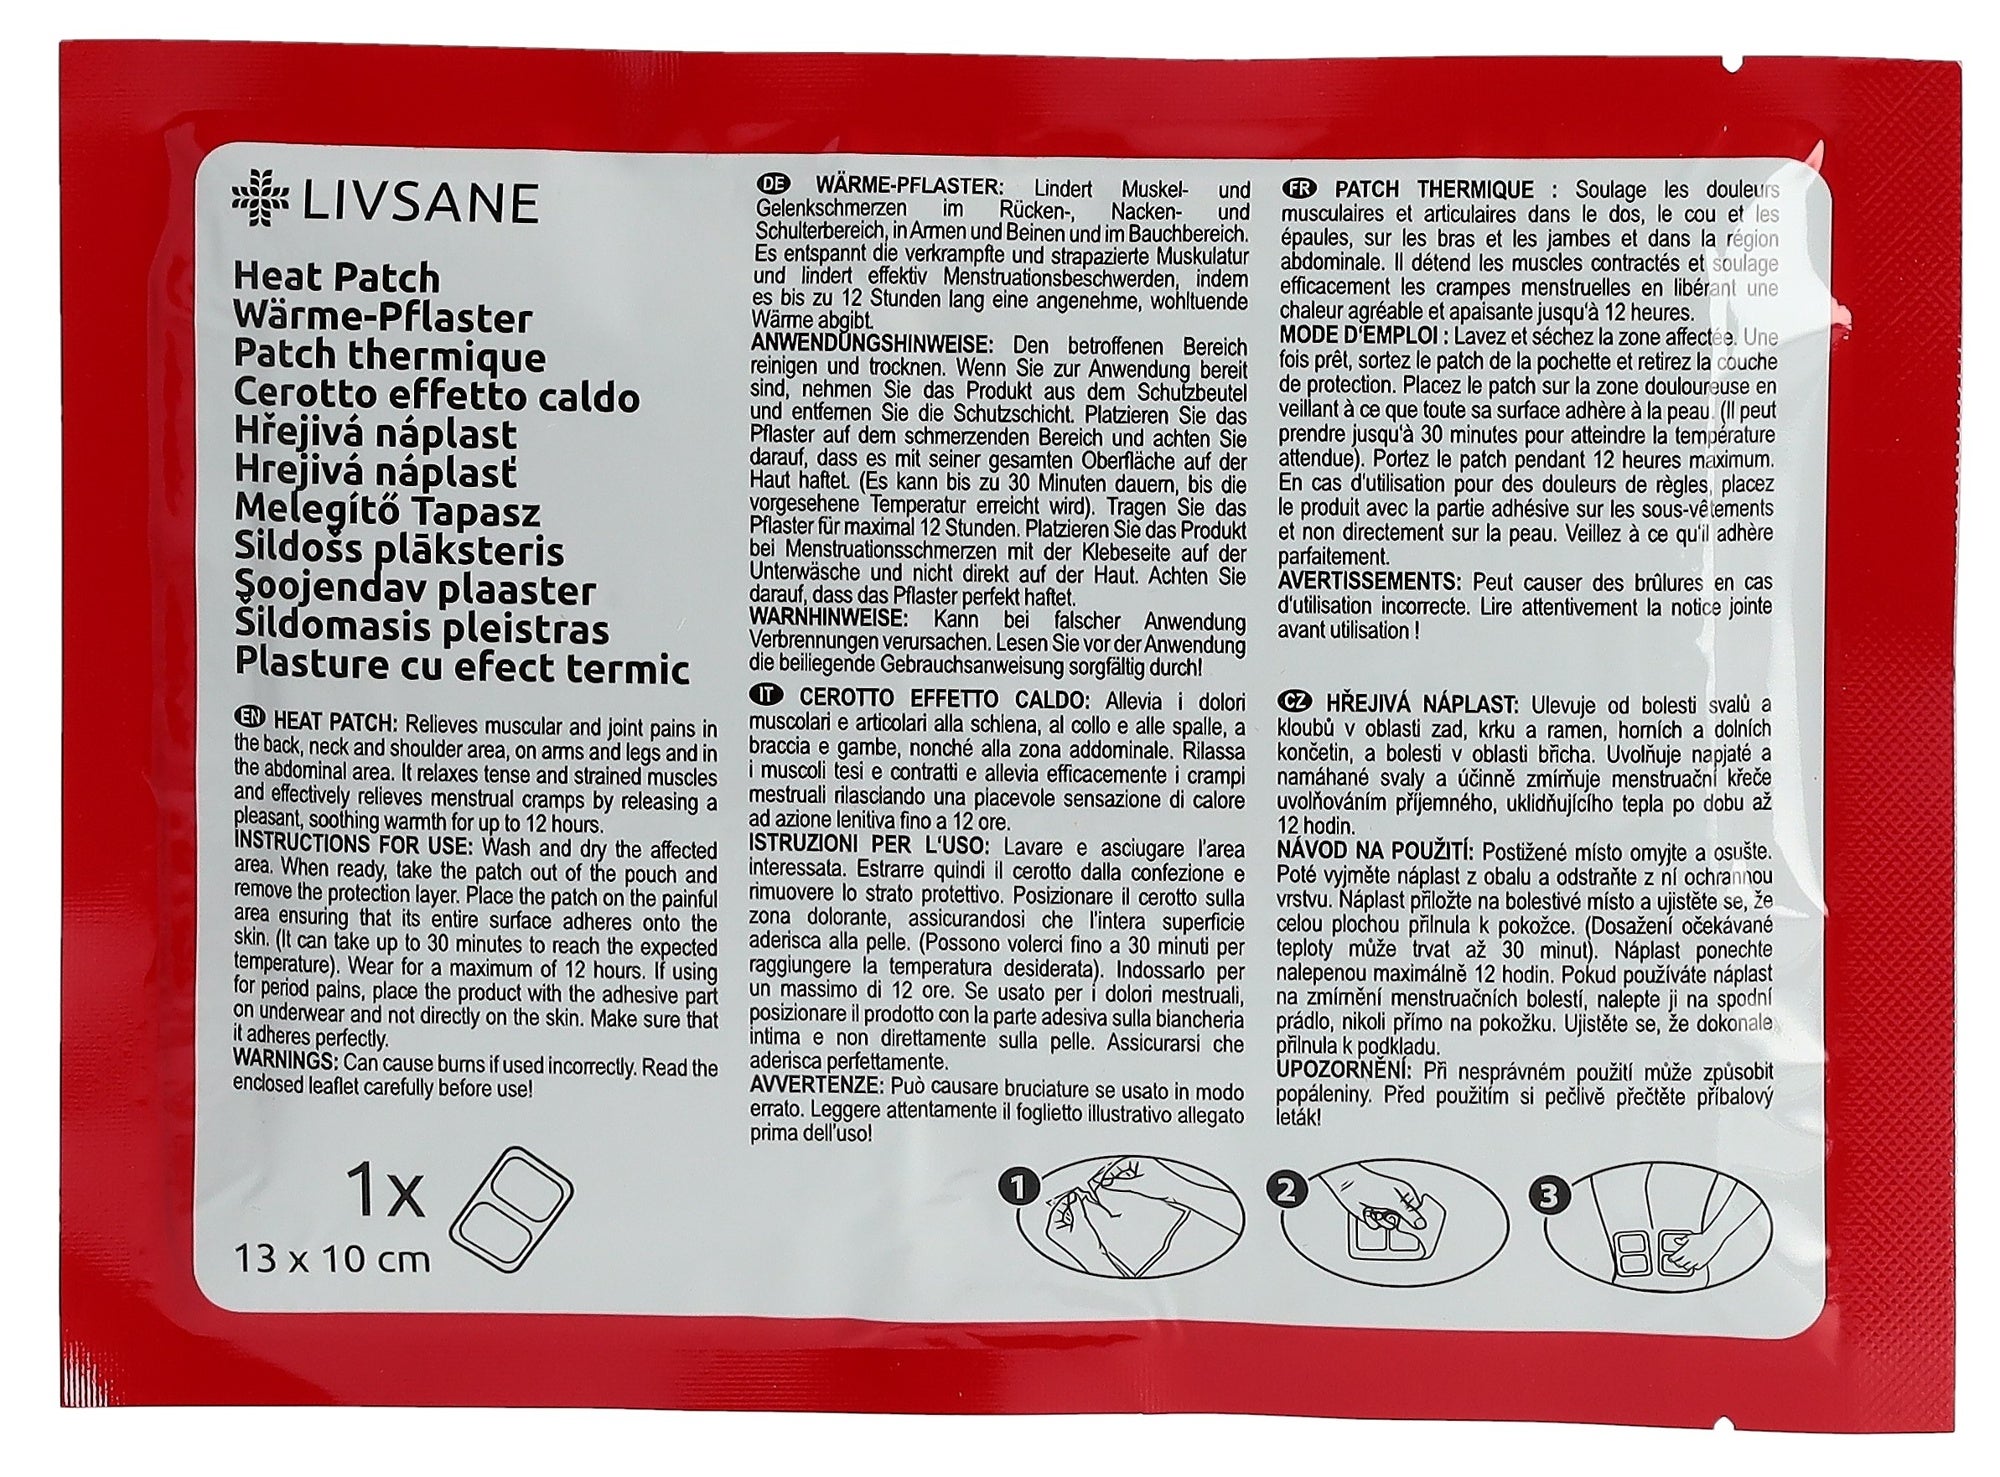 LIVSANE
Heat Patch
Wärme-Pflaster
Patch thermique
Cerotto effetto caldo
Hřejivá náplast
Hrejivá náplasť
Melegítő Tapasz
Sildošs plāksteris
Soojendav plaaster
Šildomasis pleistras
Plasture cu efect termic
EN HEAT PATCH: Relieves muscular and joint pains in
the back, neck and shoulder area, on arms and legs and in
the abdominal area. It relaxes tense and strained muscles
and effectively relieves menstrual cramps by releasing a
pleasant, soothing warmth for up to 12 hours.
INSTRUCTIONS FOR USE: Wash and dry the affected
area. When ready, take the patch out of the pouch and
remove the protection layer. Place the patch on the painful
area ensuring that its entire surface adheres onto the
skin. (It can take up to 30 minutes to reach the expected
temperature). Wear for a maximum of 12 hours. If using
for period pains, place the product with the adhesive part
on underwear and not directly on the skin. Make sure that
it adheres perfectly.
WARNINGS: Can cause burns if used incorrectly. Read the
enclosed leaflet carefully before use!
1x
13 x 10 cm
DE WÄRME-PFLASTER: Lindert Muskel- und
Gelenkschmerzen im Rücken-, Nacken- und
Schulterbereich, in Armen und Beinen und im Bauchbereich.
Es entspannt die verkrampfte und strapazierte Muskulatur
und lindert effektiv Menstruationsbeschwerden, indem
es bis zu 12 Stunden lang eine angenehme, wohltuende
Wärme abgibt.
ANWENDUNGSHINWEISE: Den betroffenen Bereich
reinigen und trocknen. Wenn Sie zur Anwendung bereit
sind, nehmen Sie das Produkt aus dem Schutzbeutel
und entfernen Sie die Schutzschicht. Platzieren Sie das
Pflaster auf dem schmerzenden Bereich und achten Sie
darauf, dass es mit seiner gesamten Oberfläche auf der
Haut haftet. (Es kann bis zu 30 Minuten dauern, bis die
vorgesehene Temperatur erreicht wird). Tragen Sie das
Pflaster für maximal 12 Stunden. Platzieren Sie das Produkt
bei Menstruationsschmerzen mit der Klebeseite auf der
Unterwäsche und nicht direkt auf der Haut. Achten Sie
darauf, dass das Pflaster perfekt haftet.
WARNHINWEISE: Kann bei falscher Anwendung
Verbrennungen verursachen. Lesen Sie vor der Anwendung
die beiliegende Gebrauchsanweisung sorgfältig durch!
IT CEROTTO EFFETTO CALDO: Allevia i dolori
muscolari e articolari alla schiena, al collo e alle spalle, a
braccia e gambe, nonché alla zona addominale. Rilassa
i muscoli tesi e contratti e allevia efficacemente i crampi
mestruali rilasciando una piacevole sensazione di calore
ad azione lenitiva fino a 12 ore.
ISTRUZIONI PER L'USO: Lavare e asciugare l'area
interessata. Estrarre quindi il cerotto dalla confezione e
rimuovere lo strato protettivo. Posizionare il cerotto sulla
zona dolorante, assicurandosi che l'intera superficie
aderisca alla pelle. (Possono volerci fino a 30 minuti per
raggiungere la temperatura desiderata). Indossarlo per
un massimo di 12 ore. Se usato per i dolori mestruali,
posizionare il prodotto con la parte adesiva sulla biancheria
intima e non direttamente sulla pelle. Assicurarsi che
aderisca perfettamente.
AVVERTENZE: Può causare bruciature se usato in modo
errato. Leggere attentamente il foglietto illustrativo allegato
prima dell'uso!
FR PATCH THERMIQUE : Soulage les douleurs
musculaires et articulaires dans le dos, le cou et les
épaules, sur les bras et les jambes et dans la région
abdominale. Il détend les muscles contractés et soulage
efficacement les crampes menstruelles en libérant une
chaleur agréable et apaisante jusqu'à 12 heures.
MODE D'EMPLOI : Lavez et séchez la zone affectée. Une
fois prêt, sortez le patch de la pochette et retirez la couche
de protection. Placez le patch sur la zone douloureuse en
veillant à ce que toute sa surface adhère à la peau. (Il peut
prendre jusqu'à 30 minutes pour atteindre la température
attendue). Portez le patch pendant 12 heures maximum.
En cas d'utilisation pour des douleurs de règles, placez
le produit avec la partie adhésive sur les sous-vêtements
et non directement sur la peau. Veillez à ce qu'il adhère
parfaitement.
AVERTISSEMENTS: Peut causer des brûlures en cas
d'utilisation incorrecte. Lire attentivement la notice jointe
avant utilisation !
CZ HŘEJIVÁ NÁPLAST: Ulevuje od bolesti svalů a
kloubů v oblasti zad, krku a ramen, horních a dolních
končetin, a bolesti v oblasti břicha. Uvolňuje napjaté a
namáhané svaly a účinně zmírňuje menstruační křeče
uvolňováním příjemného, uklidňujícího tepla po dobu až
12 hodin.
NÁVOD NA POUŽITÍ: Postižené místo omyjte a osušte.
Poté vyjměte náplast z obalu a odstraňte z ní ochrannou
vrstvu. Náplast přiložte na bolestivé místo a ujistěte se, že
celou plochou přilnula k pokožce. (Dosažení očekávané
teploty může trvat až 30 minut). Náplast ponechte
nalepenou maximálně 12 hodin. Pokud používáte náplast
na zmírnění menstruačních bolestí, nalepte ji na spodní
prádlo, nikoli přímo na pokožku. Ujistěte se, že dokonale
přilnula k podkladu.
UPOZORNĚNÍ: Při nesprávném použití může způsobit
popáleniny. Před použitím si pečlivě přečtěte příbalový
leták!
1
2
3